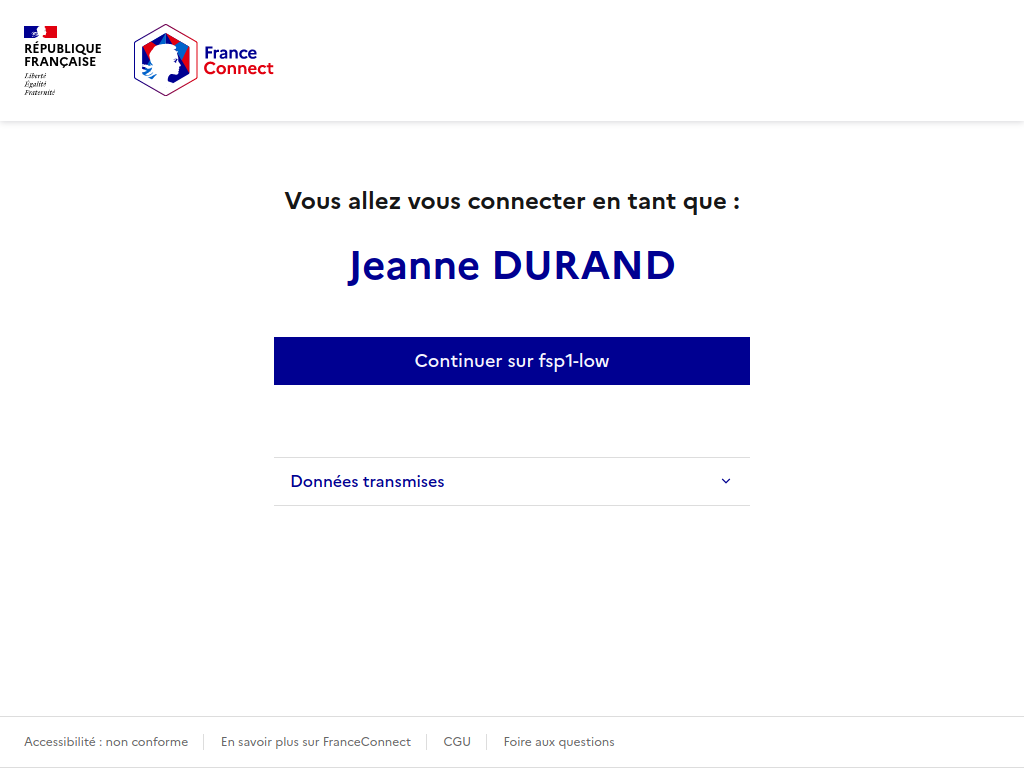 RÉPUBLIQUE
FRANÇAISE
Liberté
Égalité
Fraternité
France
Connect
Vous allez vous connecter en tant que :
Jeanne DURAND
Continuer sur fsp1-low
Données transmises
Accessibilité : non conforme
En savoir plus sur FranceConnect
CGU
Foire aux questions